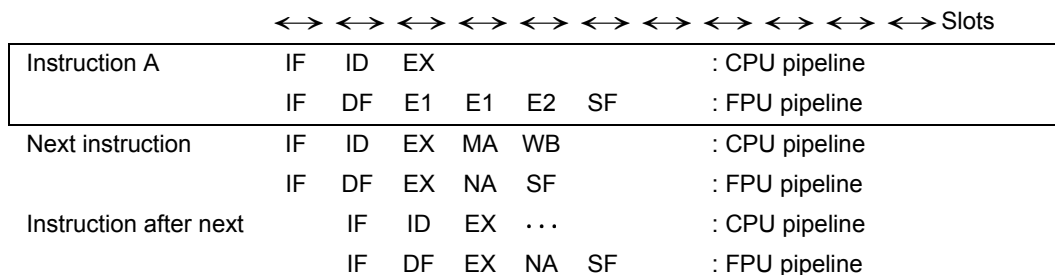 Slots
Instruction A IF ID EX : CPU pipeline
IF DF E1 E1 E2 SF : FPU pipeline
Next instruction IF ID EX MA WB : CPU pipeline
IF DF EX NA SF : FPU pipeline
Instruction after next IF ID EX ··· : CPU pipeline
IF DF EX NA SF : FPU pipeline